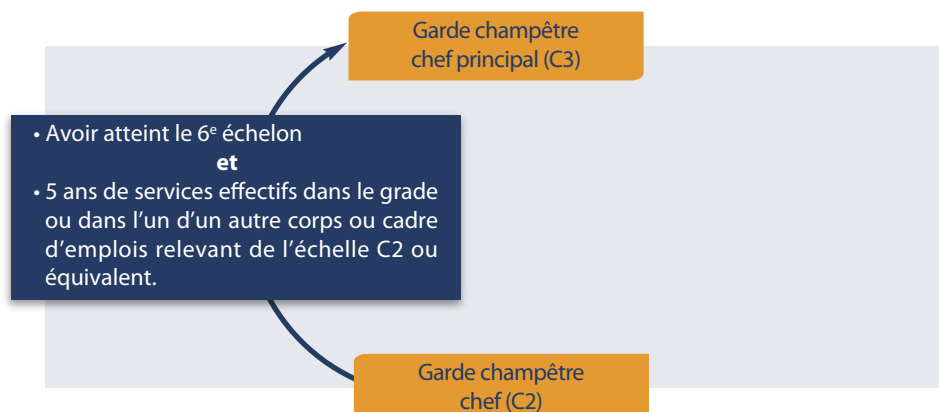 Garde champêtre
chef principal (C3)
• Avoir atteint le 6e échelon
et
• 5 ans de services effectifs dans le grade
ou dans l'un d'un autre corps ou cadre
d'emplois relevant de l'échelle C2 ou
équivalent.
Garde champêtre
chef (C2)